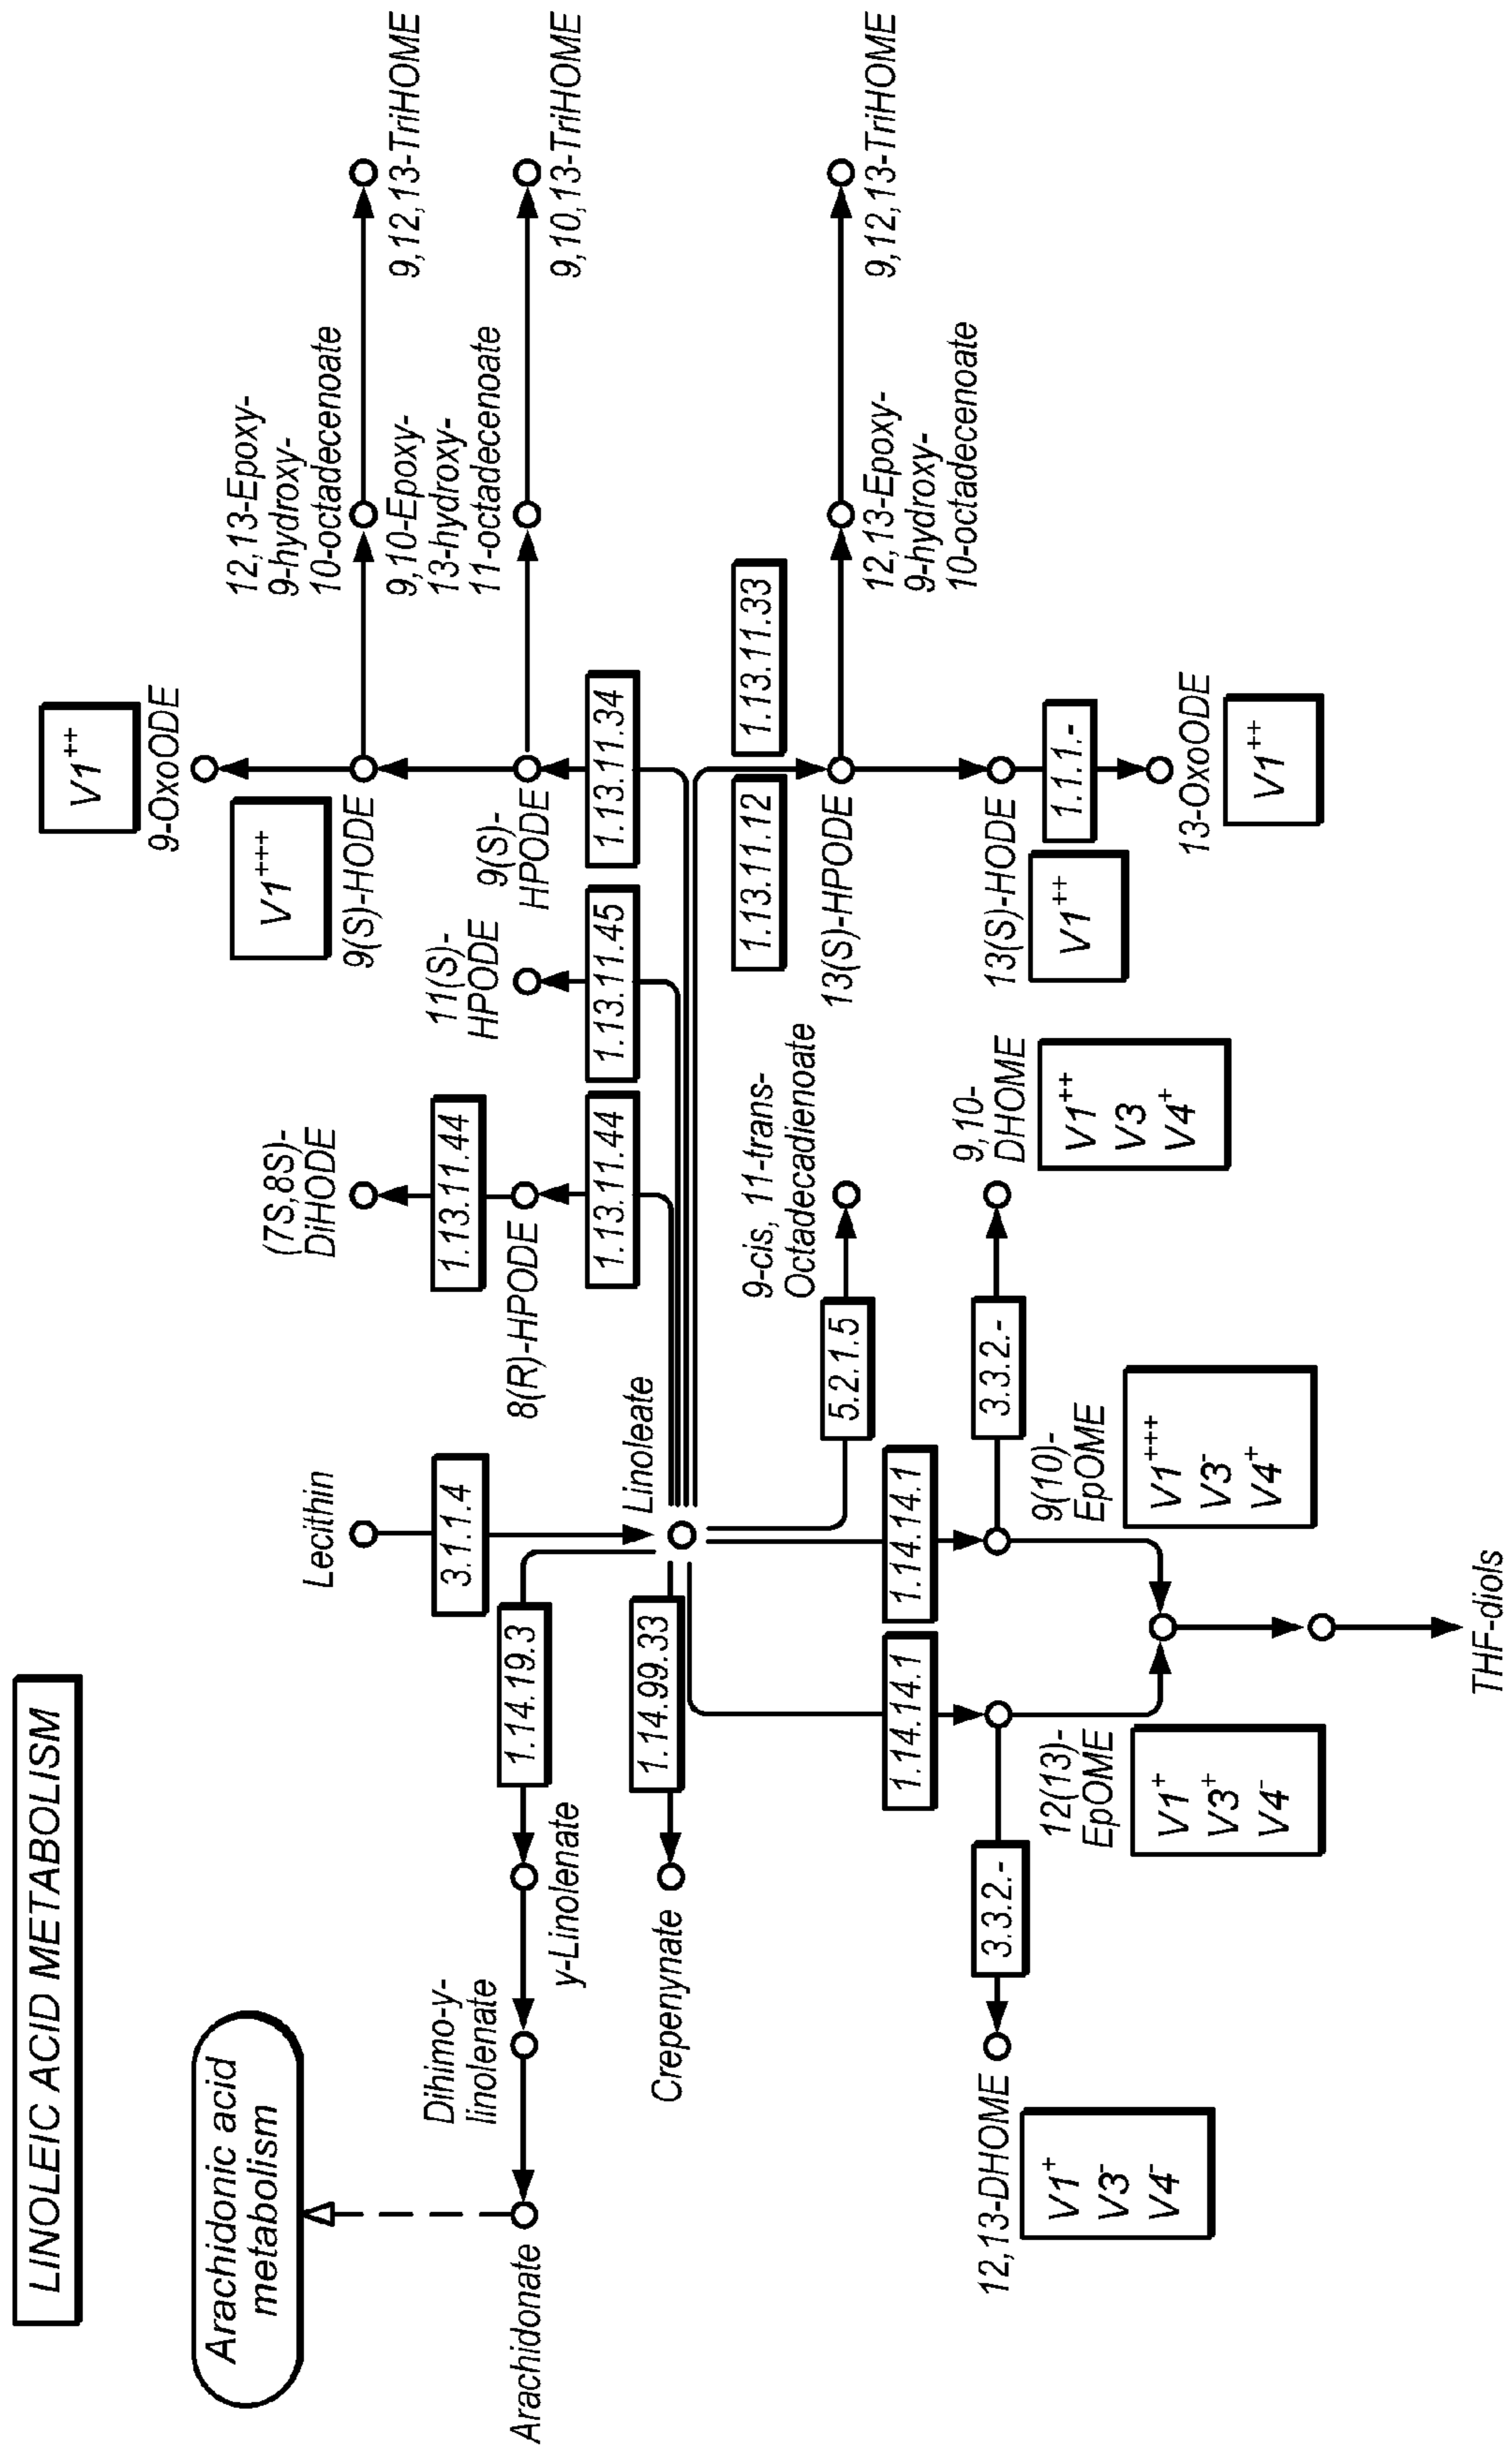 LINOLEIC ACID METABOLISM
Arachidonic acid
metabolism
Arachidonate
Dihimo-y-
linolenate
y-Linolenate
1.14.19.3
Lecithin
3.1.1.4
Linoleate
Crepenynate
1.14.99.33
(7S,8S)-
DiHODE
1.13.11.44
8(R)-HPODE
1.13.11.44
11(S)-
HPODE
1.13.11.45
V1++
9-OxoODE
V1+++
9(S)-HODE
9(S)-
HPODE
1.13.11.34
12,13-Epoxy-
9-hydroxy-
10-octadecenoate
9,12,13-TriHOME
9,10-Epoxy-
13-hydroxy-
11-octadecenoate
9,10,13-TriHOME
1.13.11.12
1.13.11.33
13(S)-HPODE
12,13-Epoxy-
9-hydroxy-
10-octadecenoate
9,12,13-TriHOME
13(S)-HODE
V1++
1.1.1.-
13-OxoODE
V1++
9-cis, 11-trans-
Octadecadienoate
5.2.1.5
1.14.14.1
1.14.14.1
3.3.2.-
9,10-
DHOME
V1++
V3
V4+
9(10)-
EpOME
V1+++
V3-
V4+
12(13)-
EpOME
V1+
V3+
V4-
3.3.2.-
12,13-DHOME
V1+
V3-
V4-
THF-diols